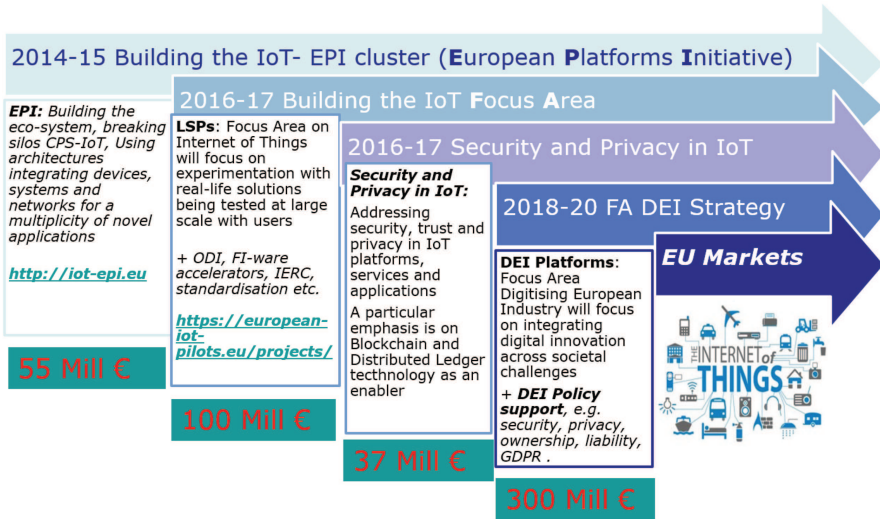 2014-15 Building the IoT- EPI cluster (European Platforms Initiative)
2016-17 Building the IoT Focus Area
2016-17 Security and Privacy in IoT
2018-20 FA DEI Strategy
EU Markets
EPI: Building the
eco-system, breaking
silos CPS-IoT, Using
architectures
integrating devices,
systems and
networks for a
multiplicity of novel
applications
http://iot-epi.eu
55 Mill €
LSPs: Focus Area on
Internet of Things
will focus on
experimentation with
real-life solutions
being tested at large
scale with users
+ ODI, FI-ware
accelerators, IERC,
standardisation etc.
https://european-
iot-
pilots.eu/projects/
100 Mill €
Security and
Privacy in IoT:
Addressing
security, trust and
privacy in IoT
platforms,
services and
applications
A particular
emphasis is on
Blockchain and
Distributed Ledger
tecthnology as an
enabler
37 Mill €
DEI Platforms:
Focus Area
Digitising European
Industry will focus
on integrating
digital innovation
across societal
challenges
+ DEI Policy
support, e.g.
security, privacy,
ownership, liability,
GDPR .
300 Mill €
THE INTERNET of
THINGS